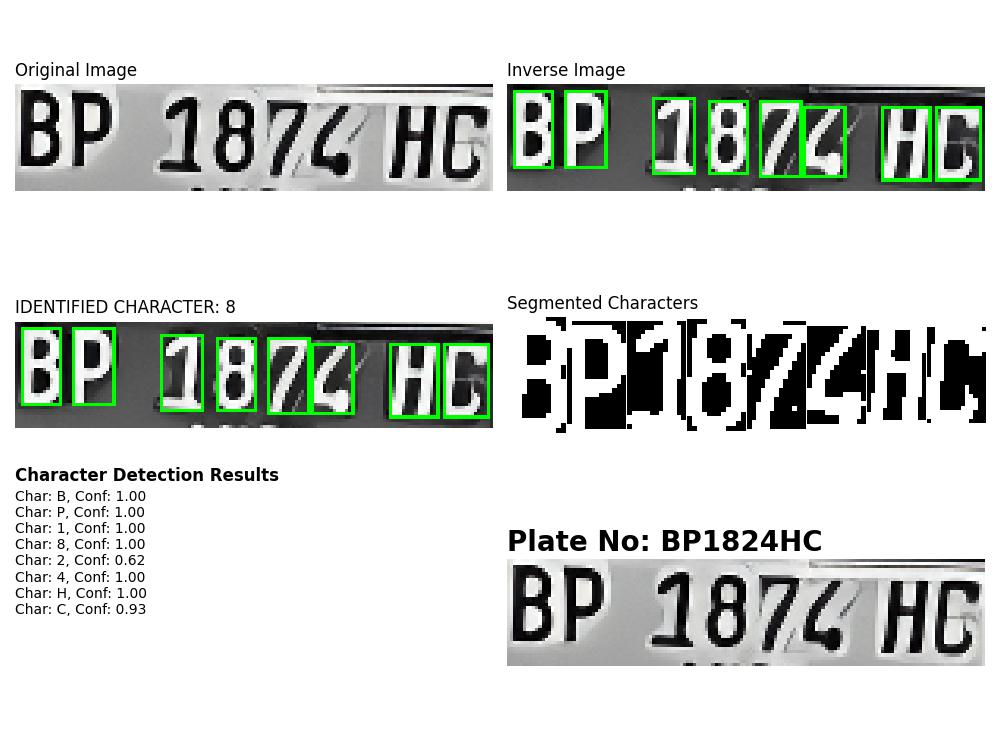 Original Image
BP 1874 HC
Inverse Image
BP 1874 HC
IDENTIFIED CHARACTER: 8
BP 1874 HC
Segmented Characters
BP1874HC
Character Detection Results
Char: B, Conf: 1.00
Char: P, Conf: 1.00
Char: 1, Conf: 1.00
Char: 8, Conf: 1.00
Char: 2, Conf: 0.62
Char: 4, Conf: 1.00
Char: H, Conf: 1.00
Char: C, Conf: 0.93
Plate No: BP1824HC
BP 1874 HC